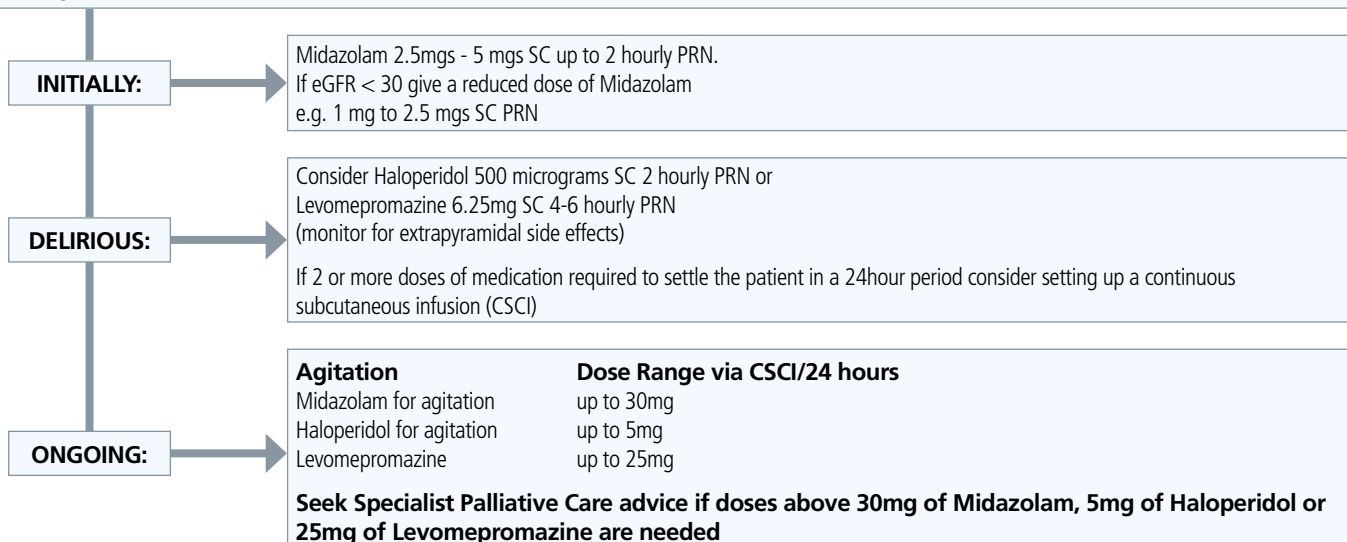 INITIALLY:
Midazolam 2.5mgs - 5 mgs SC up to 2 hourly PRN.
If eGFR < 30 give a reduced dose of Midazolam
e.g. 1 mg to 2.5 mgs SC PRN
DELIRIOUS:
Consider Haloperidol 500 micrograms SC 2 hourly PRN or
Levomepromazine 6.25mg SC 4-6 hourly PRN
(monitor for extrapyramidal side effects)
If 2 or more doses of medication required to settle the patient in a 24hour period consider setting up a continuous
subcutaneous infusion (CSCI)
ONGOING:
Agitation Dose Range via CSCI/24 hours
Midazolam for agitation up to 30mg
Haloperidol for agitation up to 5mg
Levomepromazine up to 25mg
Seek Specialist Palliative Care advice if doses above 30mg of Midazolam, 5mg of Haloperidol or
25mg of Levomepromazine are needed